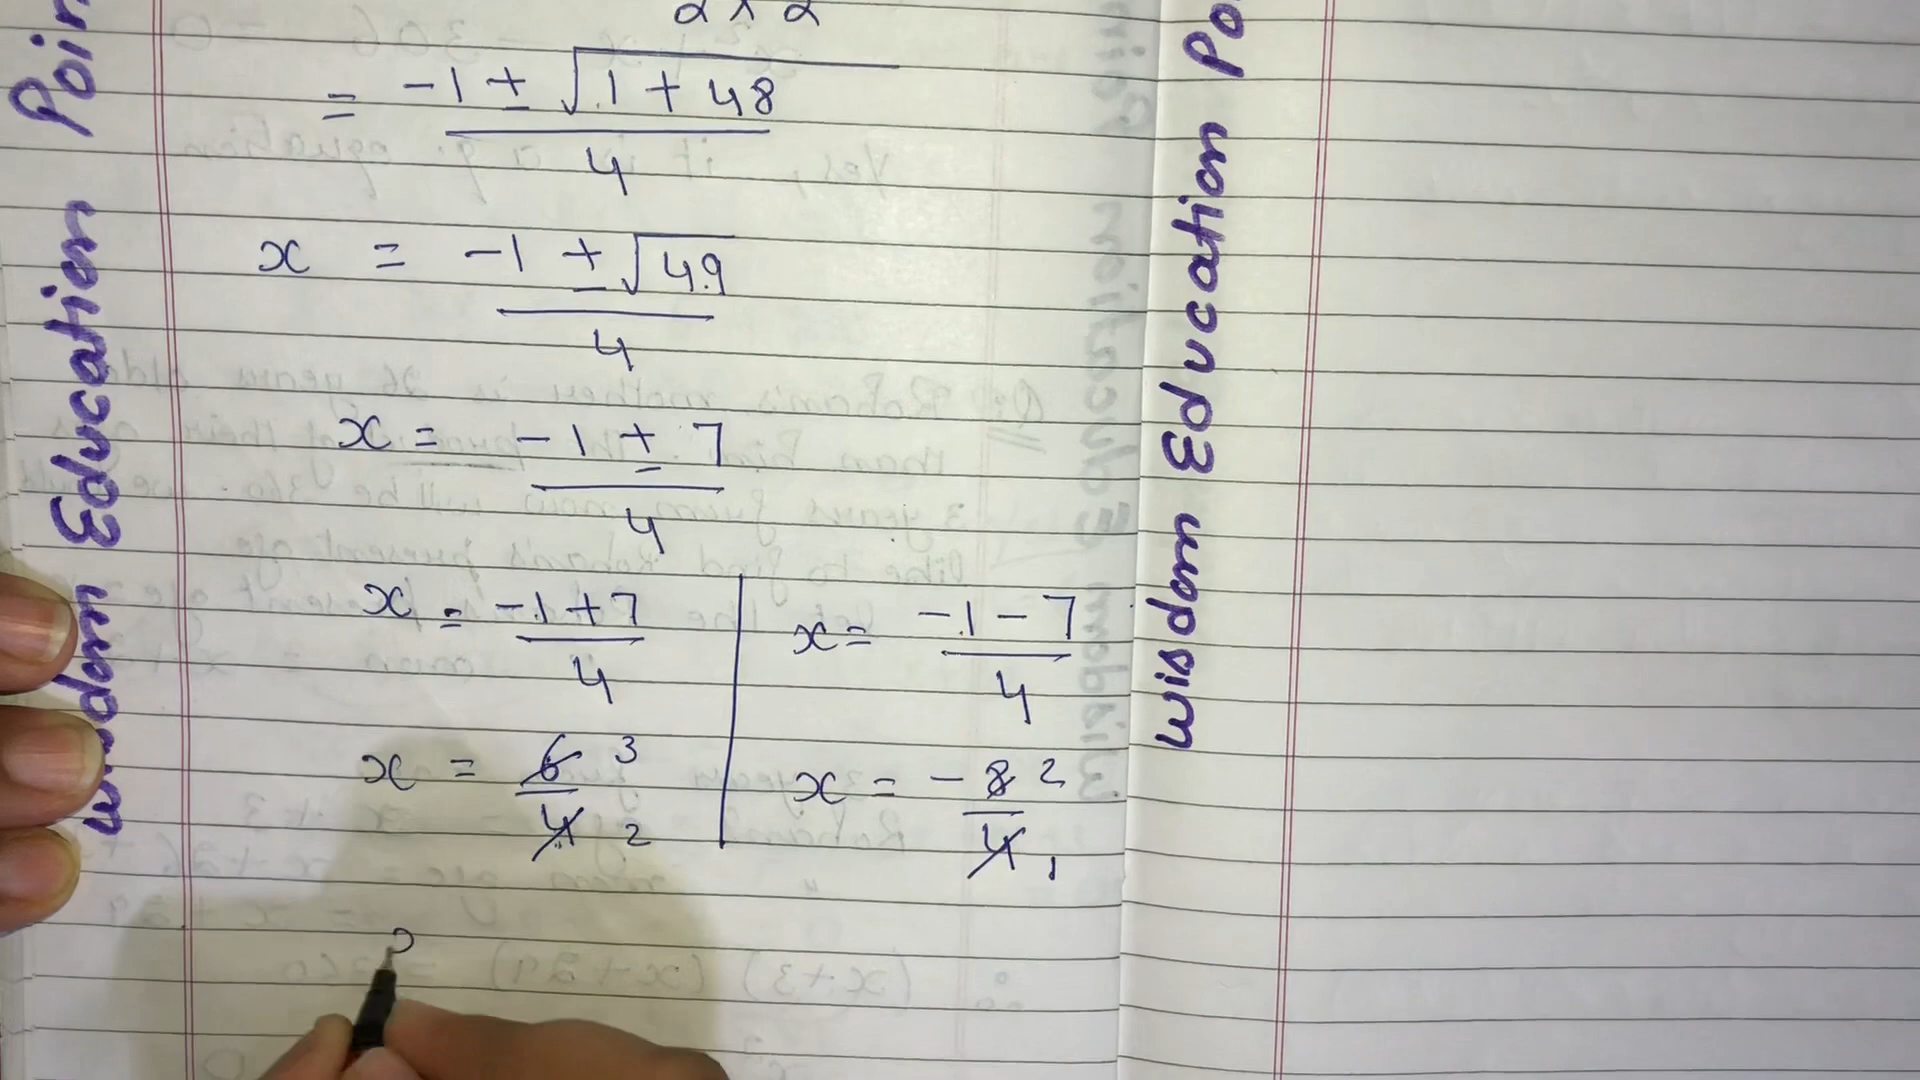 2 × 2
= -1 ± √1 + 48
4
x = -1 ± √49
4
x = -1 ± 7
4
x = -1 + 7
4
x = 6 3
4 2
x = -1 - 7
4
x = -8 2
4 1
Wisdom Education Poin
Wisdom Education Po